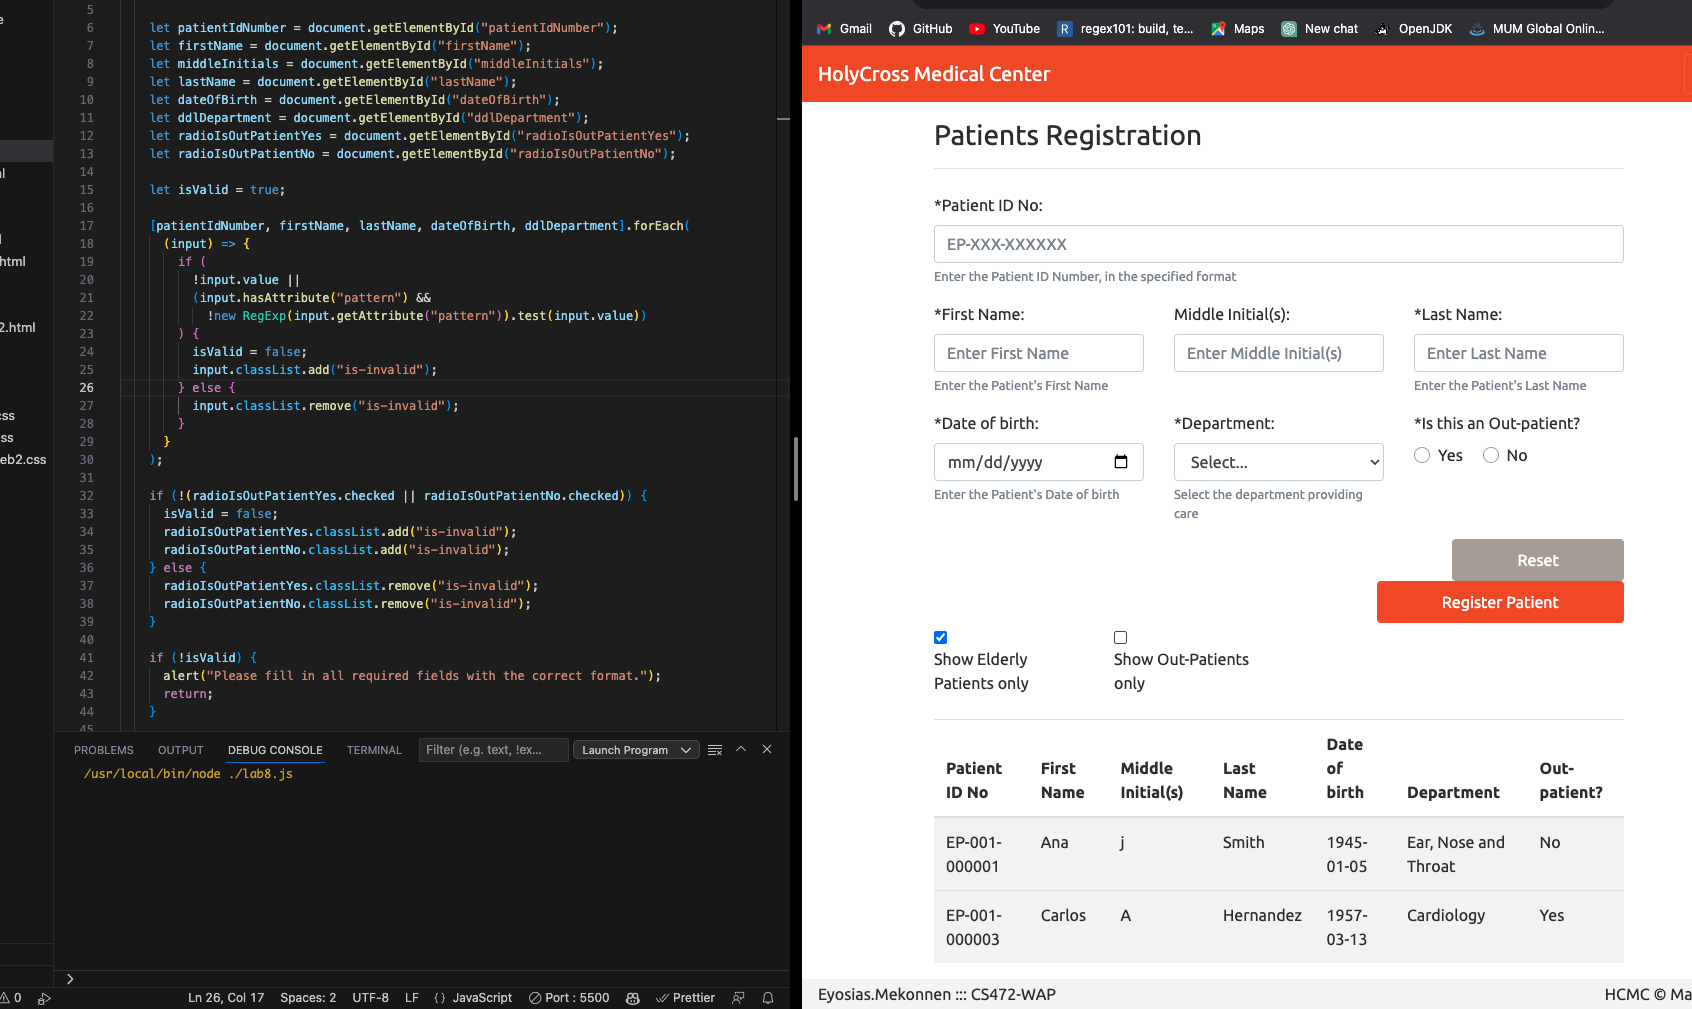 e
l
l
html
2.html
ss
ss
eb2.css
0
5
6 let patientIdNumber = document.getElementById("patientIdNumber");
7 let firstName = document.getElementById("firstName");
8 let middleInitials = document.getElementById("middleInitials");
9 let lastName = document.getElementById("lastName");
10 let dateOfBirth = document.getElementById("dateOfBirth");
11 let ddlDepartment = document.getElementById("ddlDepartment");
12 let radioIsOutPatientYes = document.getElementById("radioIsOutPatientYes");
13 let radioIsOutPatientNo = document.getElementById("radioIsOutPatientNo");
14
15 let isValid = true;
16
17 [patientIdNumber, firstName, lastName, dateOfBirth, ddlDepartment].forEach(
18 (input) => {
19 if (
20 !input.value ||
21 (input.hasAttribute("pattern") &&
22 !new RegExp(input.getAttribute("pattern")).test(input.value))
23 ) {
24 isValid = false;
25 input.classList.add("is-invalid");
26 } else {
27 input.classList.remove("is-invalid");
28 }
29 }
30 );
31
32 if (!(radioIsOutPatientYes.checked || radioIsOutPatientNo.checked)) {
33 isValid = false;
34 radioIsOutPatientYes.classList.add("is-invalid");
35 radioIsOutPatientNo.classList.add("is-invalid");
36 } else {
37 radioIsOutPatientYes.classList.remove("is-invalid");
38 radioIsOutPatientNo.classList.remove("is-invalid");
39 }
40
41 if (!isValid) {
42 alert("Please fill in all required fields with the correct format.");
43 return;
44 }
45
PROBLEMS OUTPUT DEBUG CONSOLE TERMINAL Filter (e.g. text, !ex... Launch Program
/usr/local/bin/node ./lab8.js
Ln 26, Col 17 Spaces: 2 UTF-8 LF {} JavaScript Port : 5500 Prettier
Gmail GitHub YouTube regex101: build, te... Maps New chat OpenJDK MUM Global Onlin...
HolyCross Medical Center
Patients Registration
*Patient ID No:
EP-XXX-XXXXXX
Enter the Patient ID Number, in the specified format
*First Name: Middle Initial(s): *Last Name:
Enter First Name Enter Middle Initial(s) Enter Last Name
Enter the Patient's First Name Enter the Patient's Last Name
*Date of birth: *Department: *Is this an Out-patient?
mm/dd/yyyy Select... Yes No
Enter the Patient's Date of birth Select the department providing
care
Reset
Register Patient
Show Elderly Show Out-Patients
Patients only only
Date
Patient First Middle Last of Out-
ID No Name Initial(s) Name birth Department patient?
EP-001- Ana j Smith 1945- Ear, Nose and No
000001 01-05 Throat
EP-001- Carlos A Hernandez 1957- Cardiology Yes
000003 03-13
Eyosias.Mekonnen ::: CS472-WAP HCMC © Ma